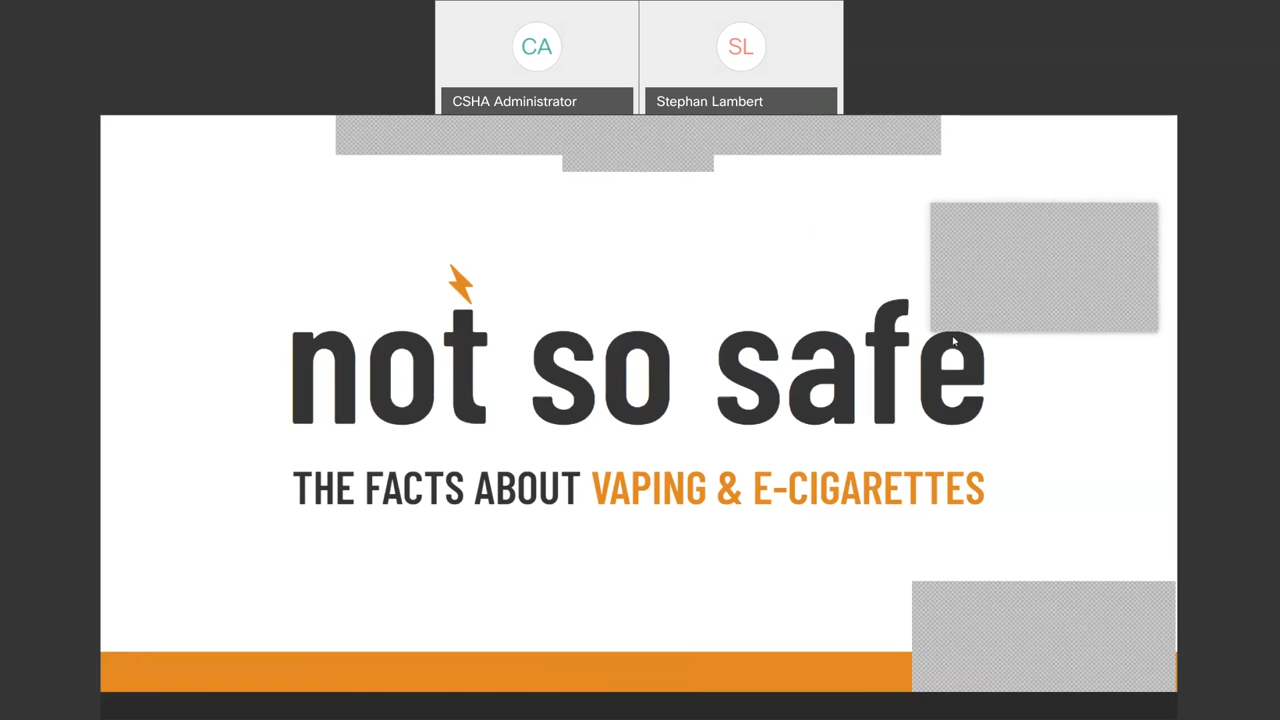 CA
SL
CSHA Administrator
Stephan Lambert
not so safe
THE FACTS ABOUT VAPING & E-CIGARETTES